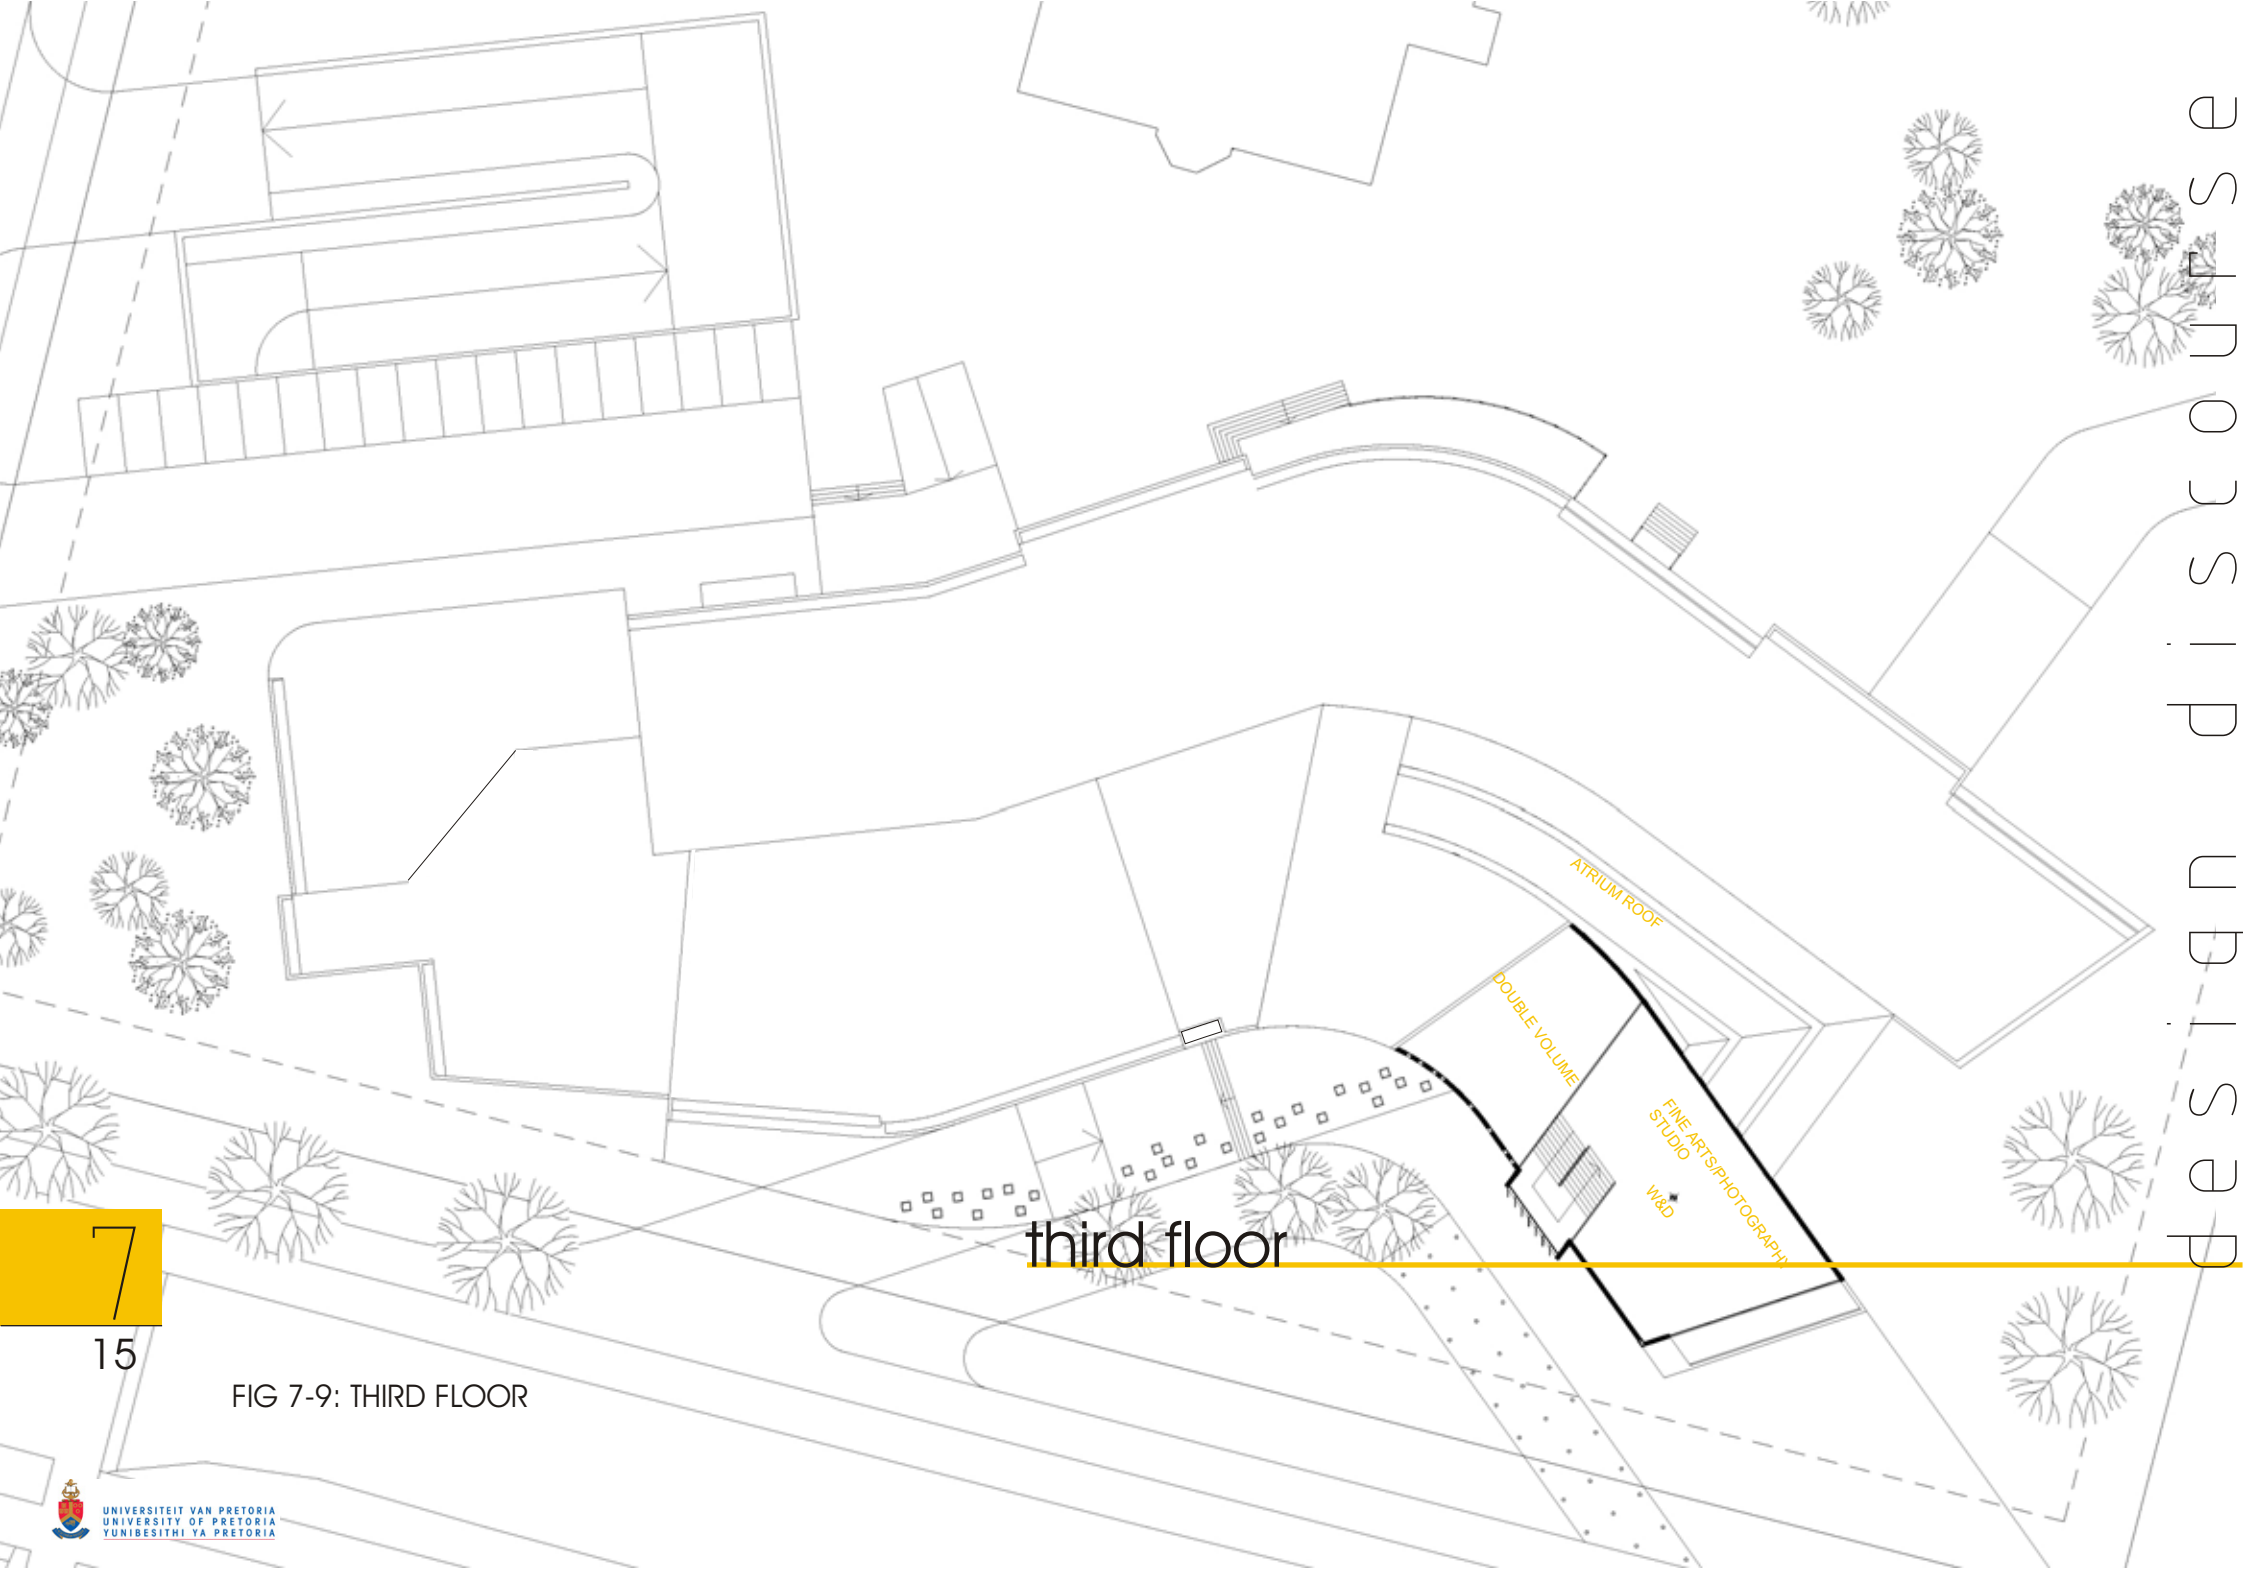 design discourse
ATRIUM ROOF
DOUBLE VOLUME
FINE ARTS/PHOTOGRAPHY
STUDIO
W&D
third floor
7
15
FIG 7-9: THIRD FLOOR
UNIVERSITEIT VAN PRETORIA
UNIVERSITY OF PRETORIA
YUNIBESITHI YA PRETORIA